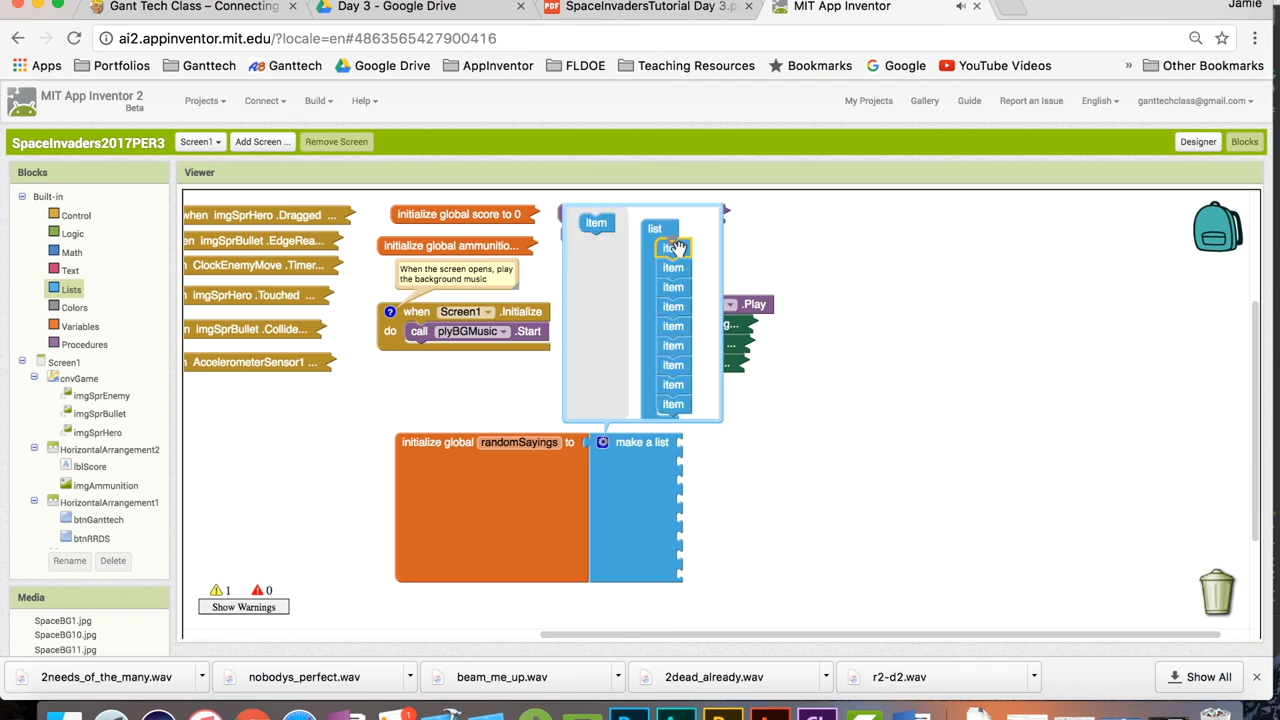 Gant Tech Class – Connecting
Day 3 - Google Drive
PDF
SpaceInvadersTutorial Day 3.p
MIT App Inventor
Jamie
ai2.appinventor.mit.edu/?locale=en#4863565427900416
Apps
Portfolios
Ganttech
Ganttech
Google Drive
AppInventor
FLDOE
Teaching Resources
Bookmarks
Google
YouTube Videos
»
Other Bookmarks
MIT App Inventor 2
Beta
Projects
Connect
Build
Help
My Projects
Gallery
Guide
Report an Issue
English
ganttechclass@gmail.com
SpaceInvaders2017PER3
Screen1
Add Screen ...
Remove Screen
Designer
Blocks
Blocks
Viewer
Built-in
Control
Logic
Math
Text
Lists
Colors
Variables
Procedures
Screen1
cnvGame
imgSprEnemy
imgSprBullet
imgSprHero
HorizontalArrangement2
lblScore
imgAmmunition
HorizontalArrangement1
btnGanttech
btnRRDS
Rename
Delete
Media
SpaceBG1.jpg
SpaceBG10.jpg
SpaceBG11.jpg
when imgSprHero .Dragged ...
imgSprBullet .EdgeRea...
ClockEnemyMove .Timer...
imgSprHero .Touched ...
imgSprBullet .Collide...
AccelerometerSensor1 ...
initialize global score to 0
initialize global ammunitio...
When the screen opens, play
the background music
? when Screen1 .Initialize
do call plyBGMusic .Start
item
list
item
item
item
item
item
item
item
item
.Play
initialize global randomSayings to
make a list
1
0
Show Warnings
2needs_of_the_many.wav
nobodys_perfect.wav
beam_me_up.wav
2dead_already.wav
r2-d2.wav
Show All